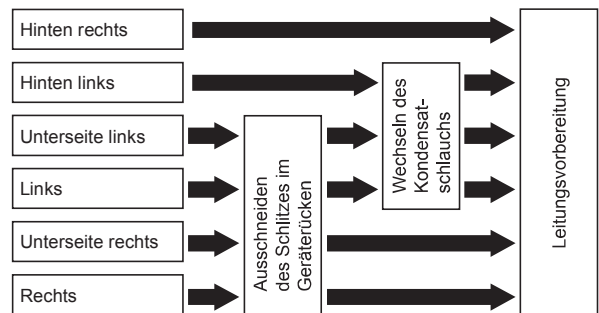 Hinten rechts
Hinten links
Unterseite links
Links
Unterseite rechts
Rechts
Ausschneiden
des Schlitzes im
Geräterücken
Wechseln des
Kondensat-
schlauchs
Leitungsvorbereitung